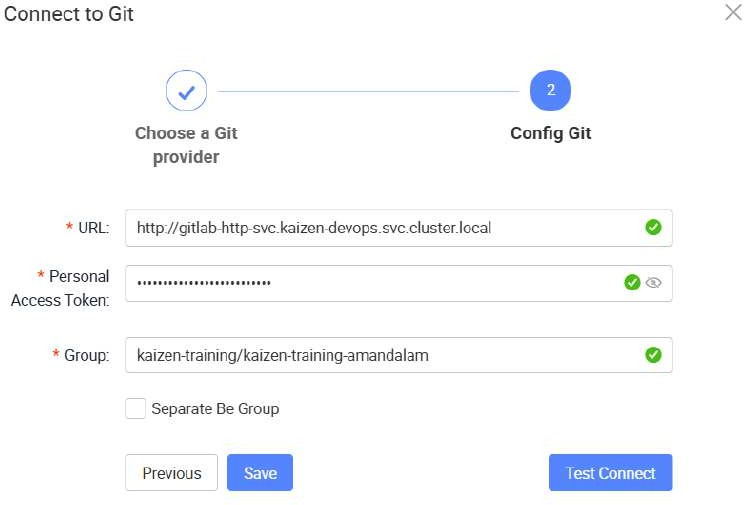 Connect to Git
2
Choose a Git
provider
Config Git
* URL:
http://gitlab-http-svc.kaizen-devops.svc.cluster.local
* Personal
Access Token:
••••••••••••••••••••••••••
* Group:
kaizen-training/kaizen-training-amandalam
Separate Be Group
Previous
Save
Test Connect